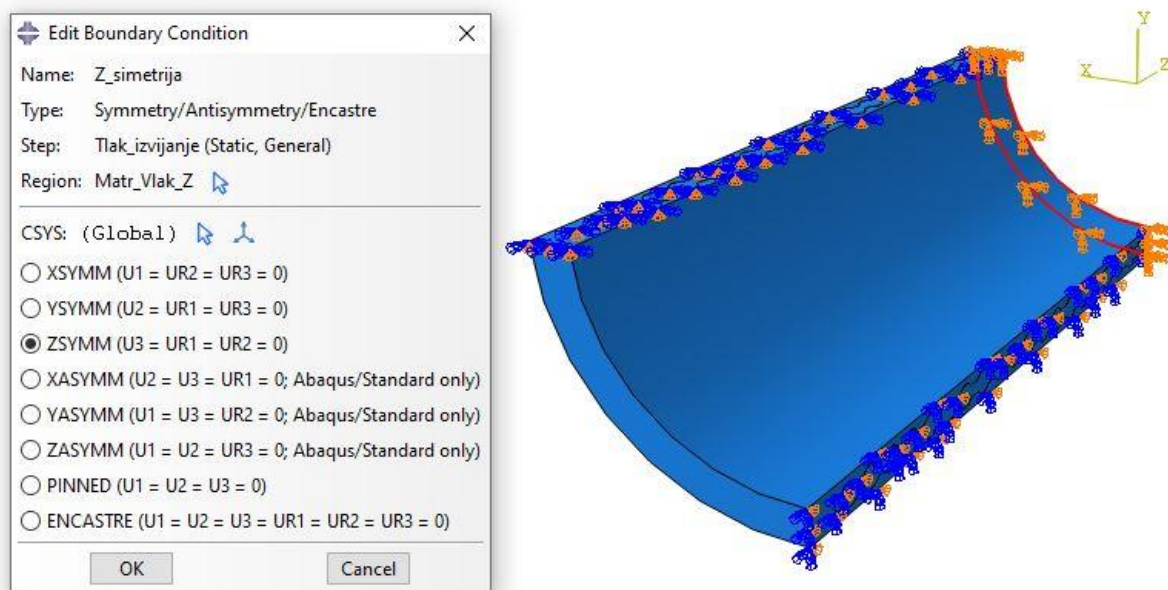 Edit Boundary Condition
Name: Z_simetrija
Type: Symmetry/Antisymmetry/Encastre
Step: Tlak_izvijanje (Static, General)
Region: Matr_Vlak_Z
CSYS: (Global)
XSYMM (U1 = UR2 = UR3 = 0)
YSYMM (U2 = UR1 = UR3 = 0)
ZSYMM (U3 = UR1 = UR2 = 0)
XASYMM (U2 = U3 = UR1 = 0; Abaqus/Standard only)
YASYMM (U1 = U3 = UR2 = 0; Abaqus/Standard only)
ZASYMM (U1 = U2 = UR3 = 0; Abaqus/Standard only)
PINNED (U1 = U2 = U3 = 0)
ENCASTRE (U1 = U2 = U3 = UR1 = UR2 = UR3 = 0)
OK Cancel
Y
X
Z